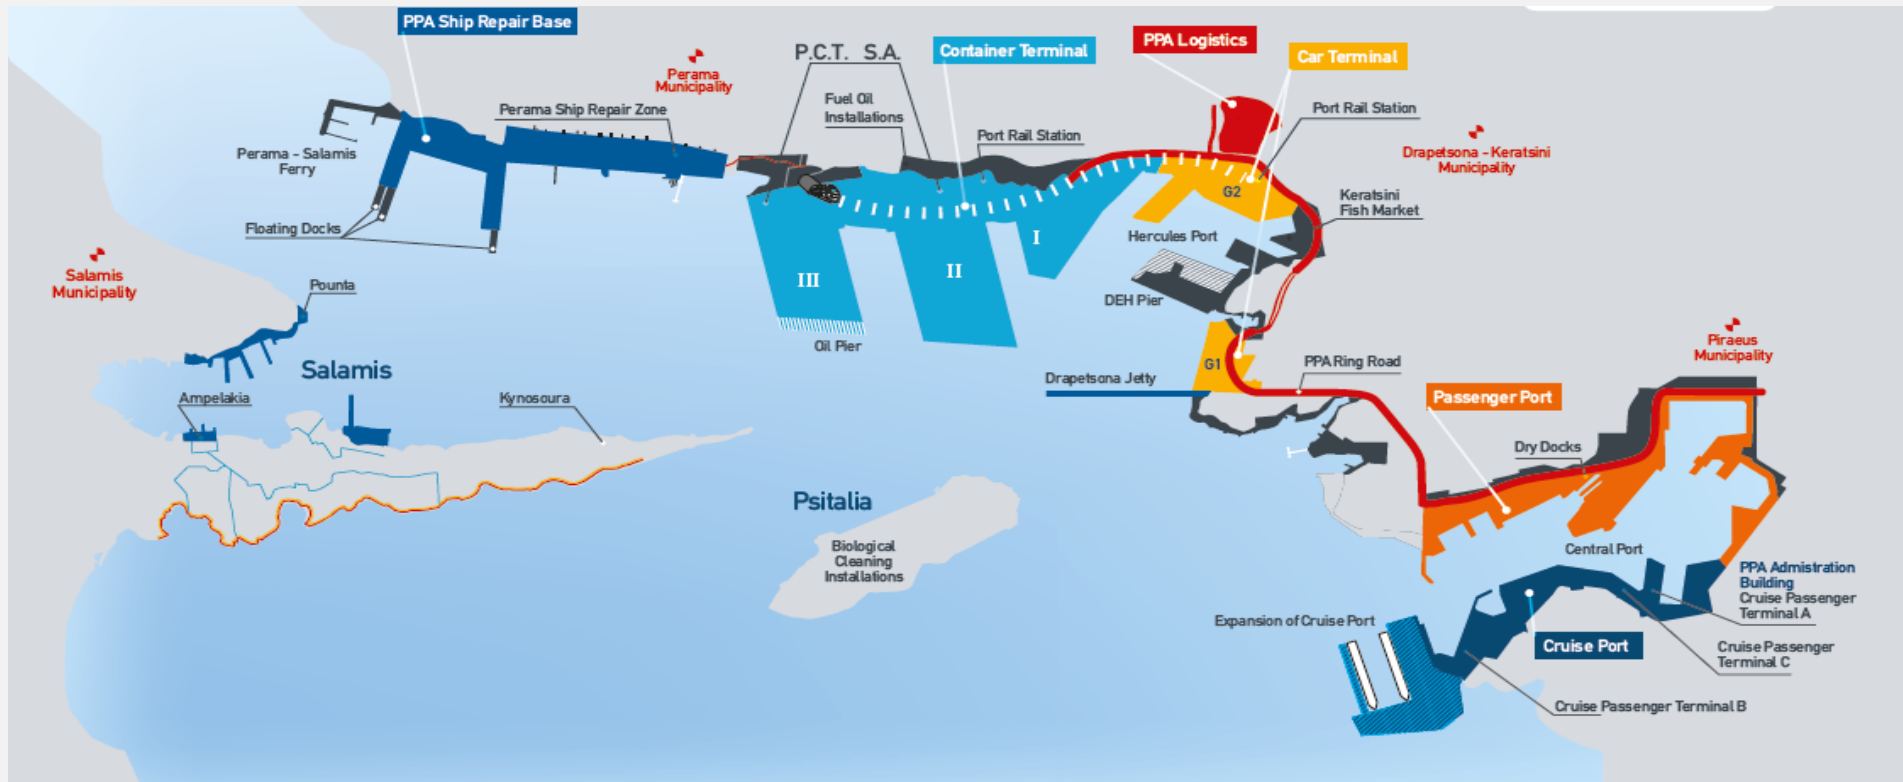 PPA Ship Repair Base
P.C.T. S.A.
Container Terminal
PPA Logistics
Car Terminal
Perama
Municipality
Perama Ship Repair Zone
Fuel Oil
Installations
Port Rail Station
Port Rail Station
Drapetsona - Keratsini
Municipality
Perama - Salamis
Ferry
Floating Docks
G2
Keratsini
Fish Market
Hercules Port
I
II
III
Salamis
Municipality
Pounta
DEH Pier
Oil Pier
Salamis
G1
PPA Ring Road
Piraeus
Municipality
Drapetsona Jetty
Ampelakia
Kynosoura
Passenger Port
Dry Docks
Psitalia
Biological
Cleaning
Installations
Central Port
PPA Admistration
Building
Cruise Passenger
Terminal A
Expansion of Cruise Port
Cruise Port
Cruise Passenger
Terminal C
Cruise Passenger Terminal B